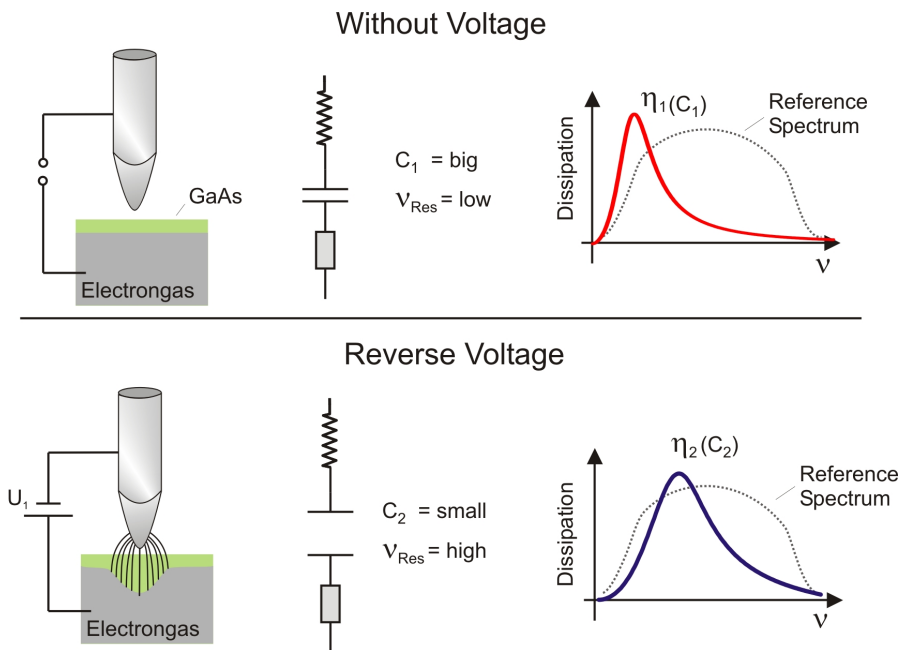 Without Voltage
GaAs
Electrongas
C₁ = big
νRes = low
Dissipation
η₁(C₁)
Reference
Spectrum
ν
Reverse Voltage
U₁
Electrongas
C₂ = small
νRes = high
Dissipation
η₂(C₂)
Reference
Spectrum
ν